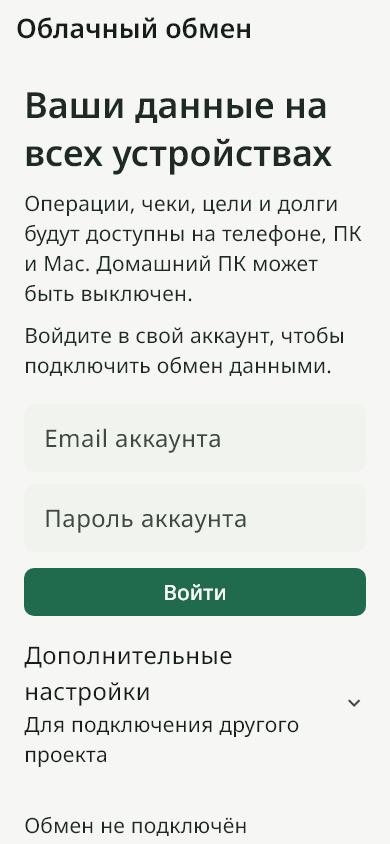 Облачный обмен
Ваши данные на
всех устройствах
Операции, чеки, цели и долги
будут доступны на телефоне, ПК
и Mac. Домашний ПК может
быть выключен.
Войдите в свой аккаунт, чтобы
подключить обмен данными.
Email аккаунта
Пароль аккаунта
Войти
Дополнительные
настройки
Для подключения другого
проекта
Обмен не подключён